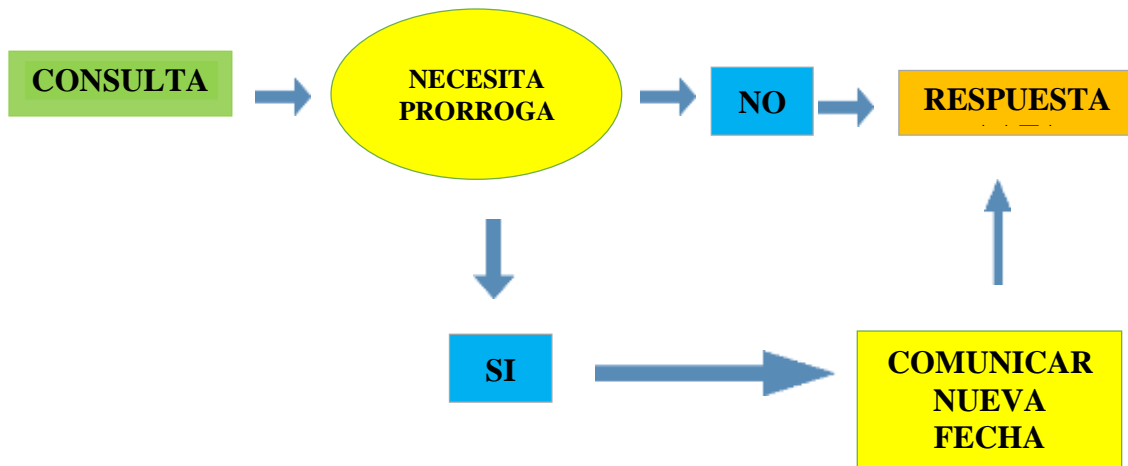 CONSULTA
NECESITA
PRORROGA
NO
RESPUESTA
SI
COMUNICAR
NUEVA
FECHA